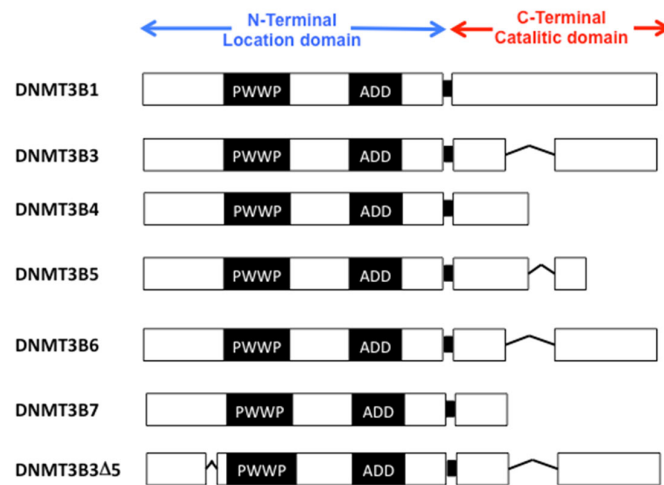 N-Terminal
Location domain
C-Terminal
Catalitic domain
DNMT3B1
PWWP ADD
DNMT3B3
PWWP ADD
DNMT3B4
PWWP ADD
DNMT3B5
PWWP ADD
DNMT3B6
PWWP ADD
DNMT3B7
PWWP ADD
DNMT3B3Δ5
PWWP ADD